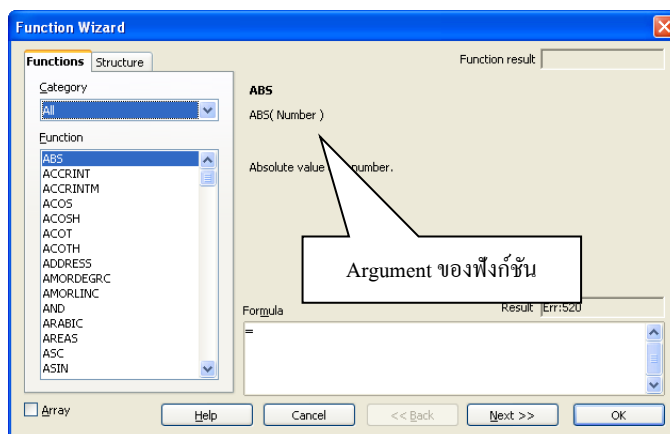 Function Wizard
Functions Structure
Function result
Category
All
Function
ABS
ACCRINT
ACCRINTM
ACOS
ACOSH
ACOT
ACOTH
ADDRESS
AMORDEGRC
AMORLINC
AND
ARABIC
AREAS
ASC
ASIN
ABS
ABS( Number )
Absolute value number.
Argument ของฟังก์ชัน
Formula Result Err:520
=
Array Help Cancel << Back Next >> OK